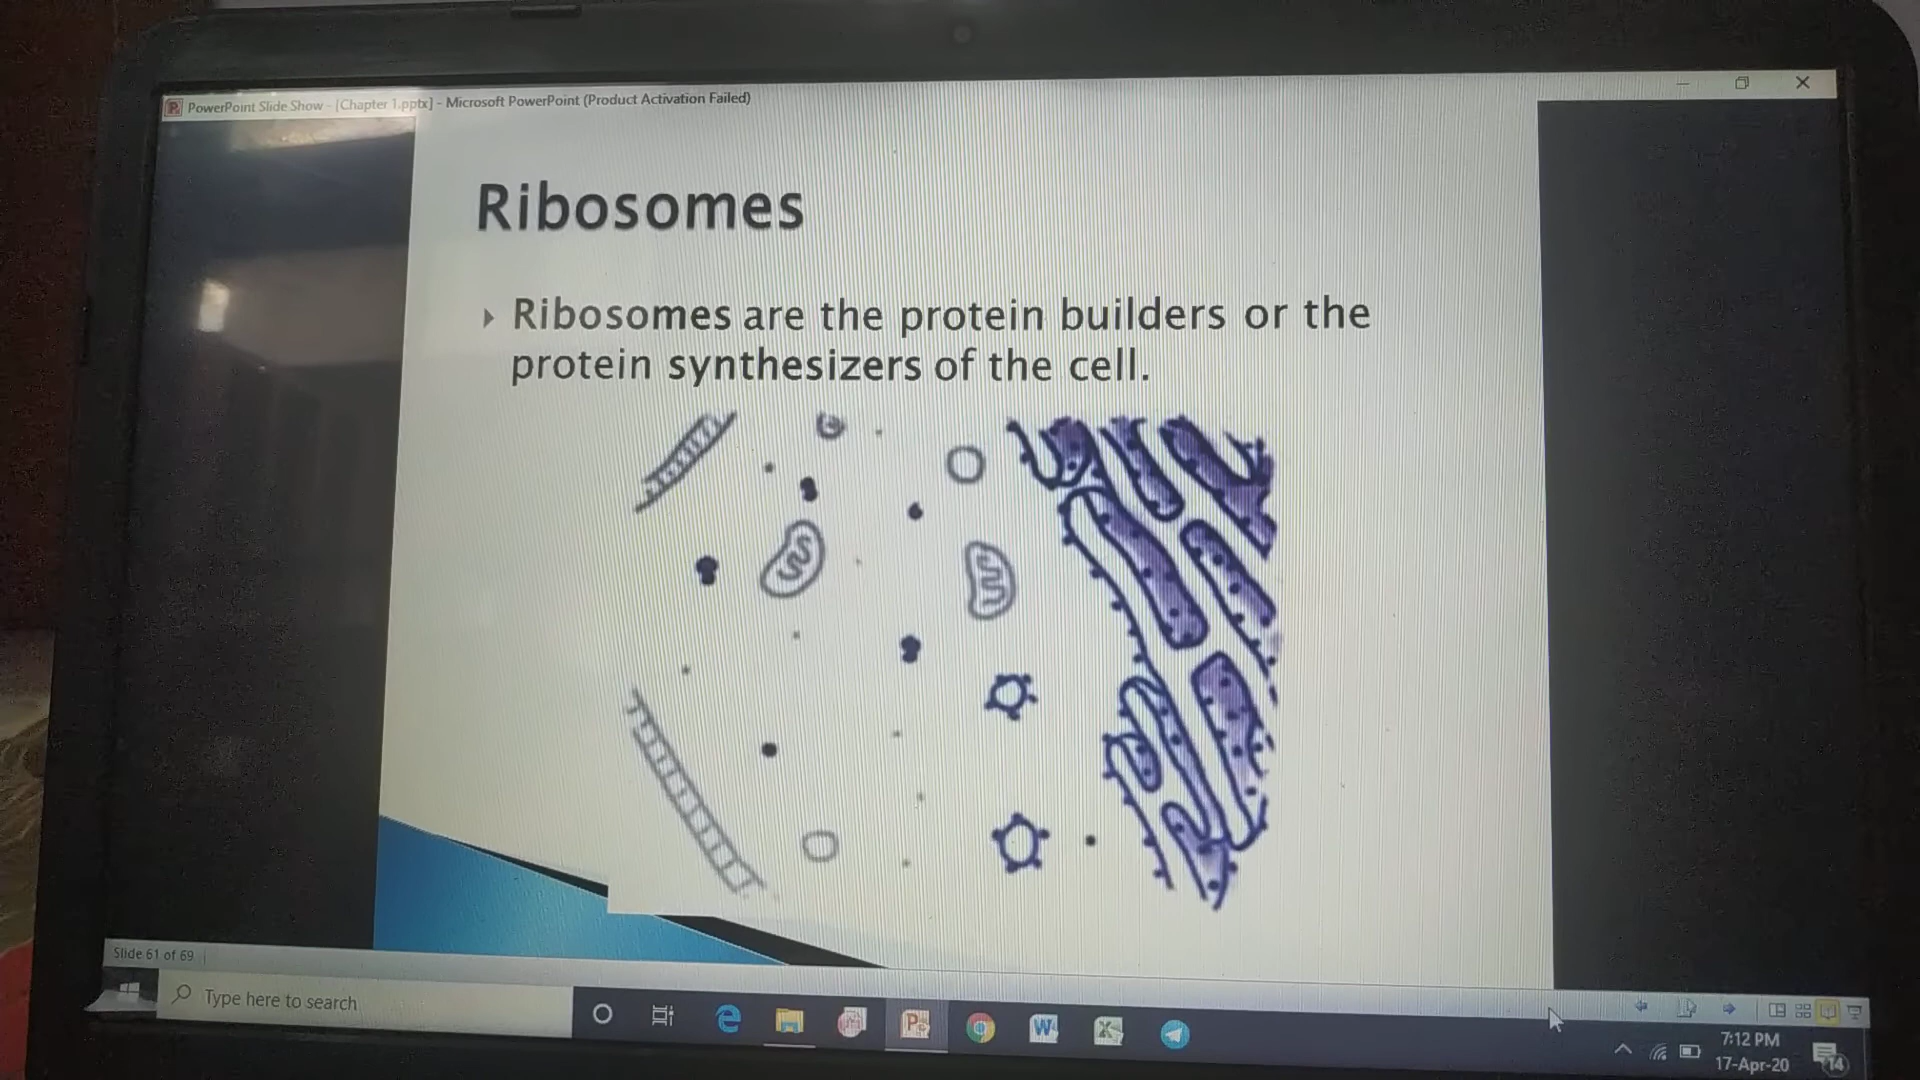 PowerPoint Slide Show - [Chapter 1.pptx] - Microsoft PowerPoint (Product Activation Failed)
Ribosomes
Ribosomes are the protein builders or the
protein synthesizers of the cell.
Slide 61 of 69
Type here to search
7:12 PM
17-Apr-20
14